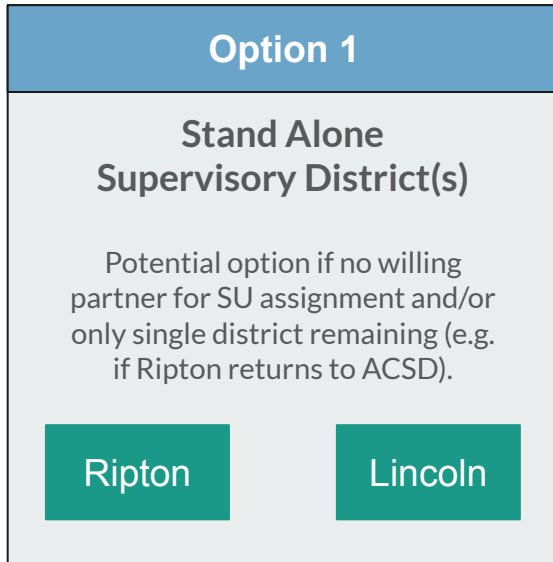 Option 1
Stand Alone
Supervisory District(s)
Potential option if no willing
partner for SU assignment and/or
only single district remaining (e.g.
if Ripton returns to ACSD).
Ripton
Lincoln